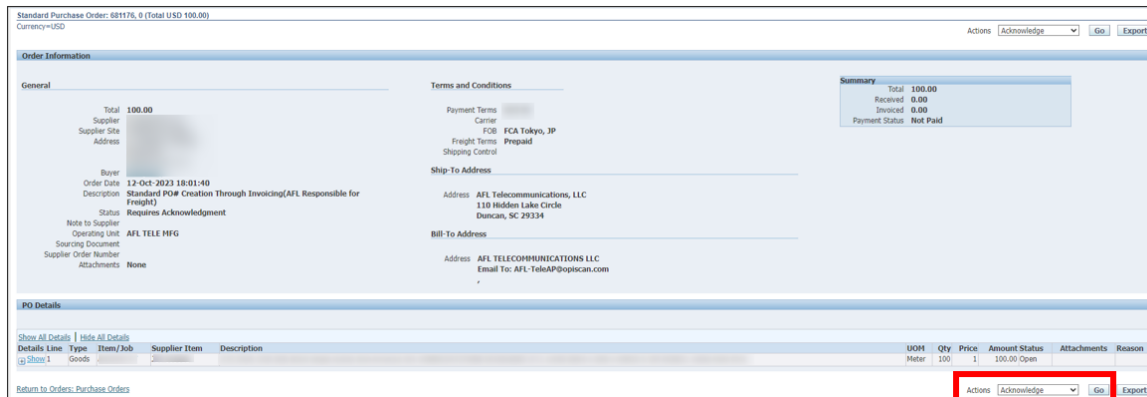 Standard Purchase Order: 681176, 0 (Total USD 100.00)
Currency=USD
Actions Acknowledge Go Export
Order Information
General
Total 100.00
Supplier
Supplier Site
Address
Buyer
Order Date 12-Oct-2023 18:01:40
Description Standard PO# Creation Through Invoicing(AFL Responsible for
Freight)
Status Requires Acknowledgment
Note to Supplier
Operating Unit AFL TELE MFG
Sourcing Document
Supplier Order Number
Attachments None
Terms and Conditions
Payment Terms
Carrier
FOB FCA Tokyo, JP
Freight Terms Prepaid
Shipping Control
Ship-To Address
Address AFL Telecommunications, LLC
110 Hidden Lake Circle
Duncan, SC 29334
Bill-To Address
Address AFL TELECOMMUNICATIONS LLC
Email To: AFL-TeleAP@opiscan.com
,
Summary
Total 100.00
Received 0.00
Invoiced 0.00
Payment Status Not Paid
PO Details
Show All Details | Hide All Details
Details Line Type Item/Job Supplier Item Description UOM Qty Price Amount Status Attachments Reason
Show 1 Goods Meter 100 1 100.00 Open
Return to Orders: Purchase Orders
Actions Acknowledge Go Export